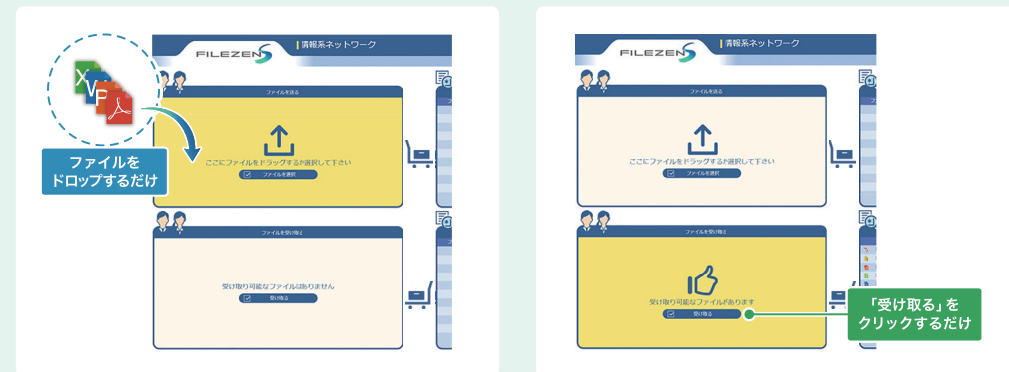 FILEZEN S
情報系ネットワーク
ファイルを送る
X
W
P
ここにファイルをドラッグするか選択して下さい
ファイルを選択
ファイルを
ドロップするだけ
ファイルを受け取る
受け取り可能なファイルはありません
受け取る
FILEZEN S
情報系ネットワーク
ファイルを送る
ここにファイルをドラッグするか選択して下さい
ファイルを選択
ファイルを受け取る
受け取り可能なファイルがあります
受け取る
「受け取る」を
クリックするだけ